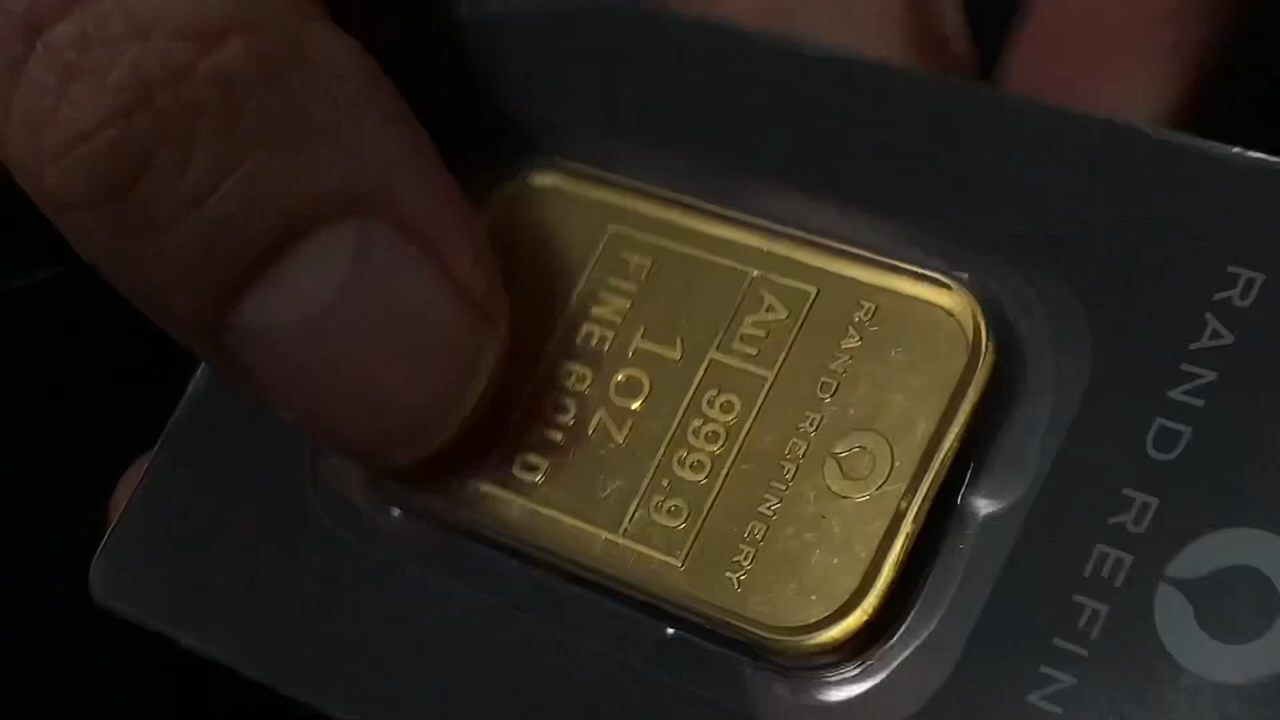 RAND REFINERY
Au 999.9
1 OZ
FINE GOLD
RAND REFIN